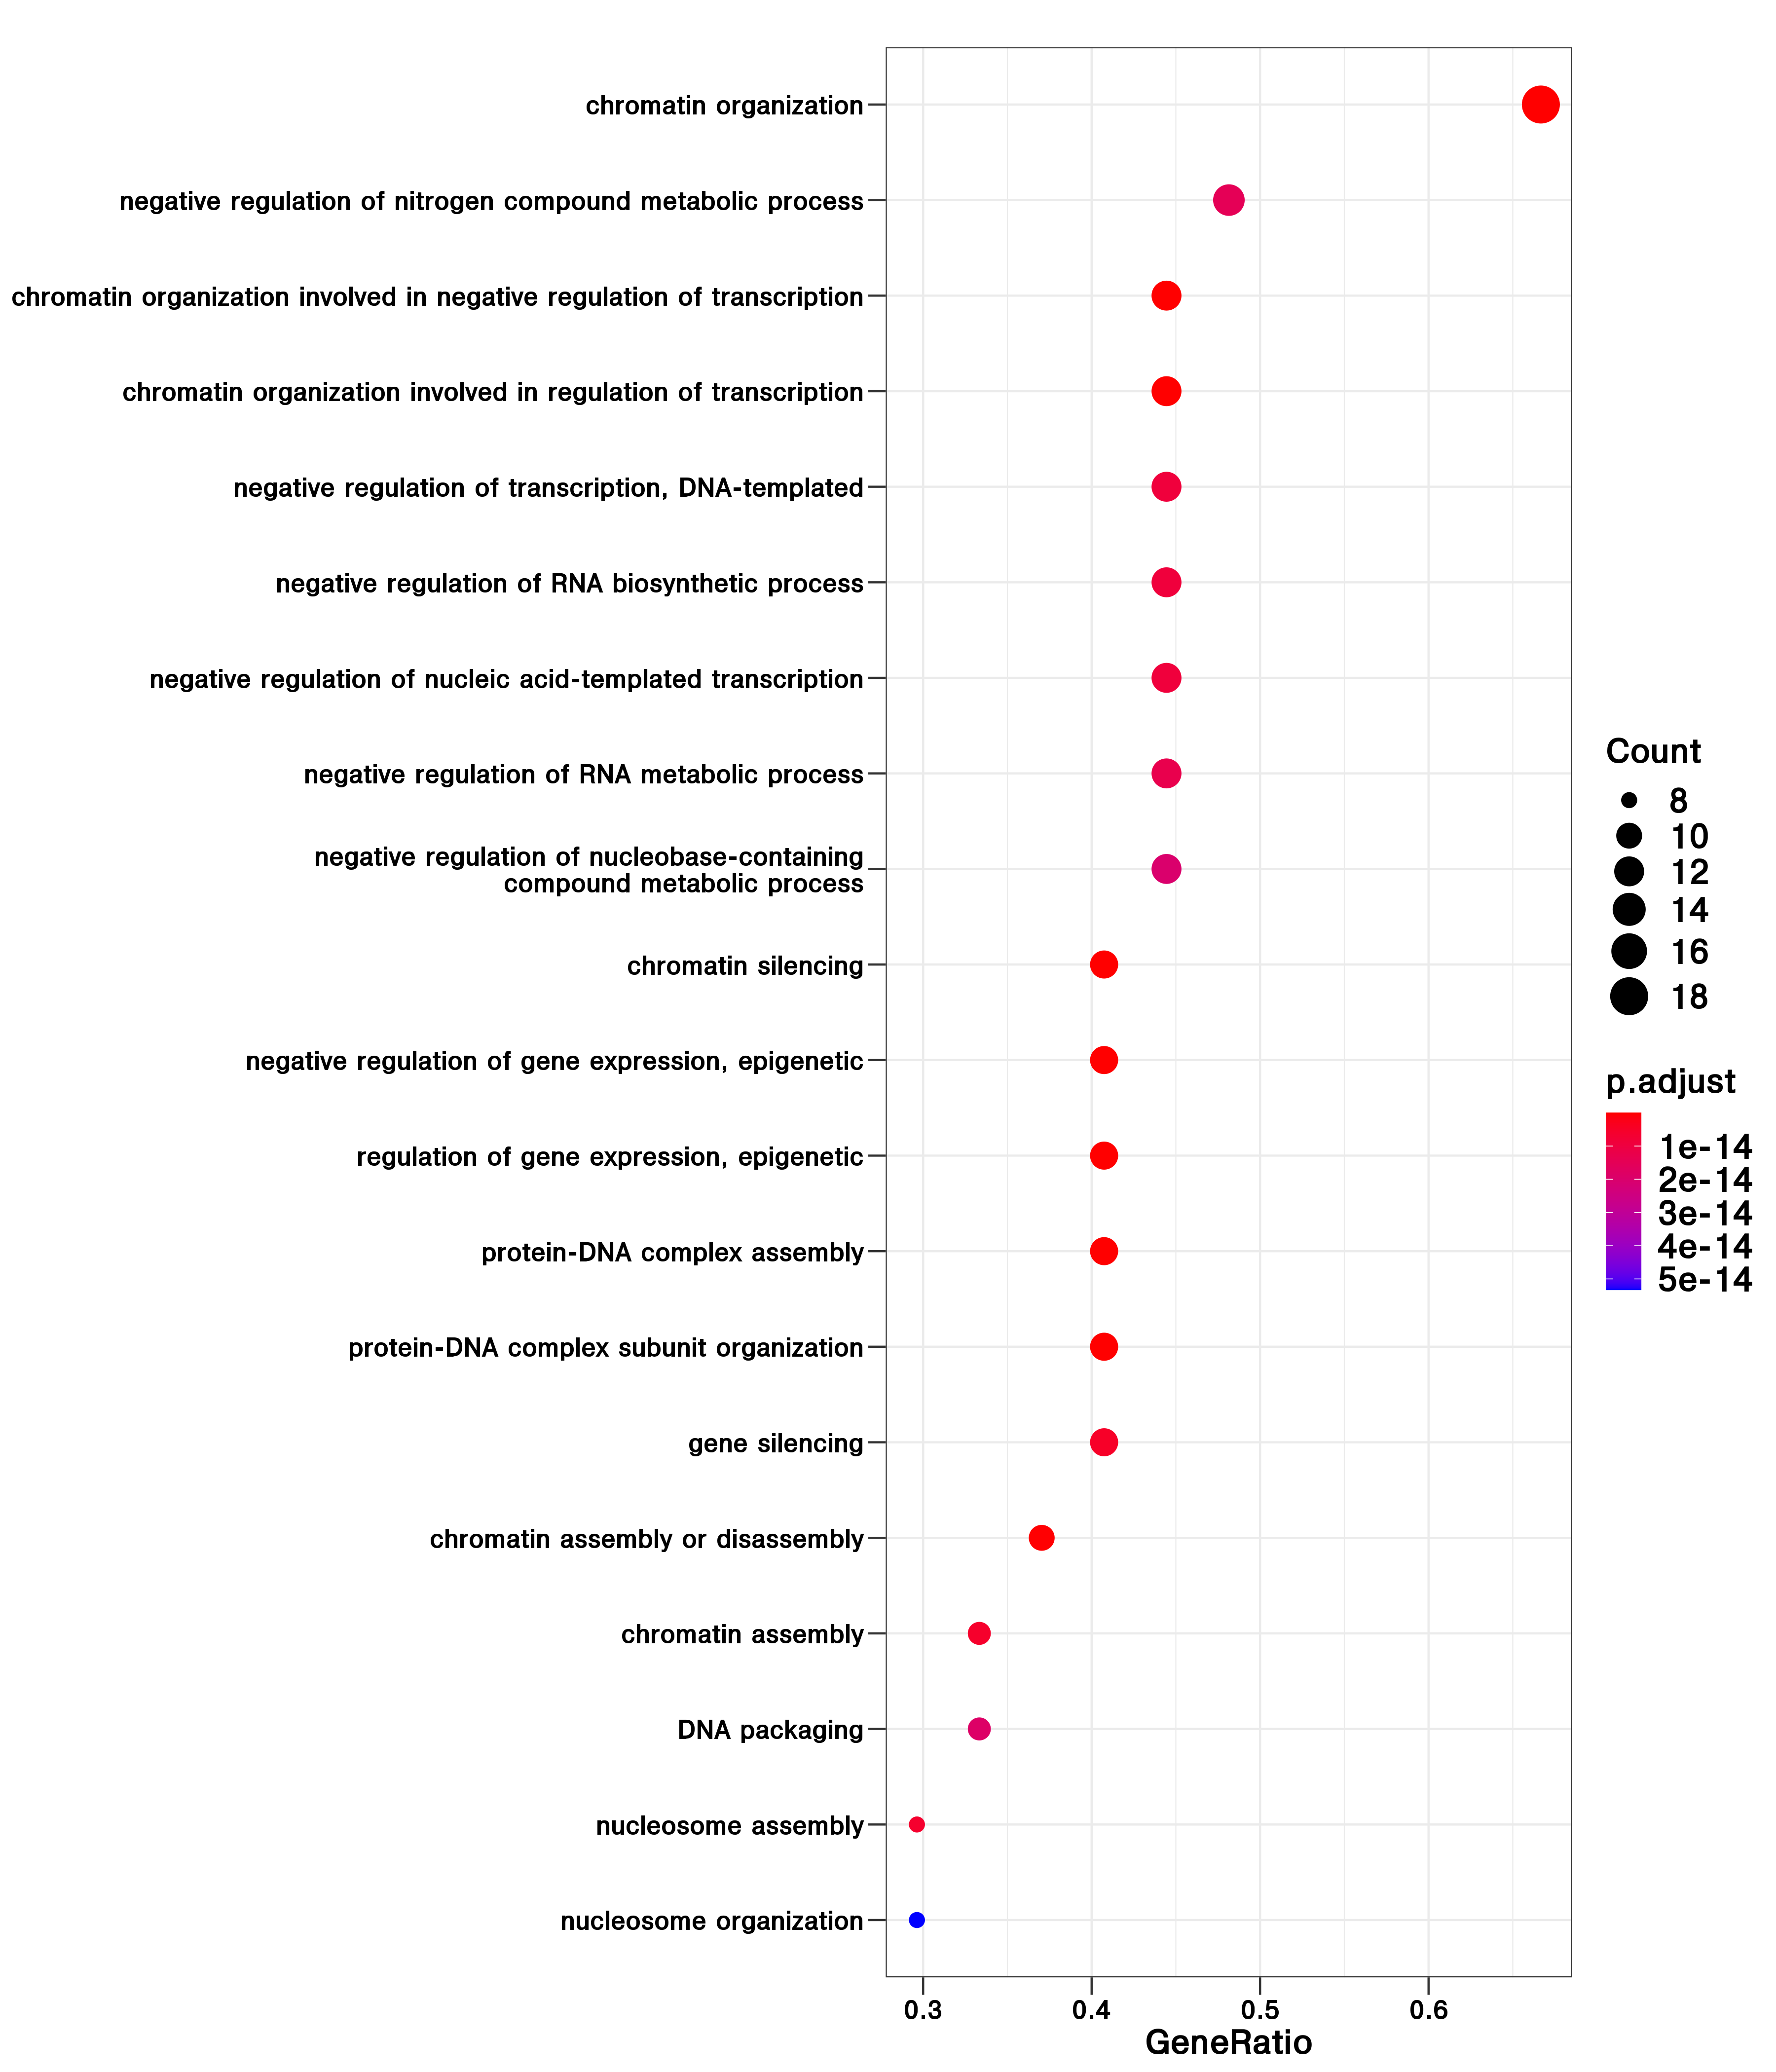 chromatin organization
negative regulation of nitrogen compound metabolic process
chromatin organization involved in negative regulation of transcription
chromatin organization involved in regulation of transcription
negative regulation of transcription, DNA-templated
negative regulation of RNA biosynthetic process
negative regulation of nucleic acid-templated transcription
negative regulation of RNA metabolic process
negative regulation of nucleobase-containing
compound metabolic process
chromatin silencing
negative regulation of gene expression, epigenetic
regulation of gene expression, epigenetic
protein-DNA complex assembly
protein-DNA complex subunit organization
gene silencing
chromatin assembly or disassembly
chromatin assembly
DNA packaging
nucleosome assembly
nucleosome organization
0.3 0.4 0.5 0.6
GeneRatio
Count
8
10
12
14
16
18
p.adjust
1e-14
2e-14
3e-14
4e-14
5e-14